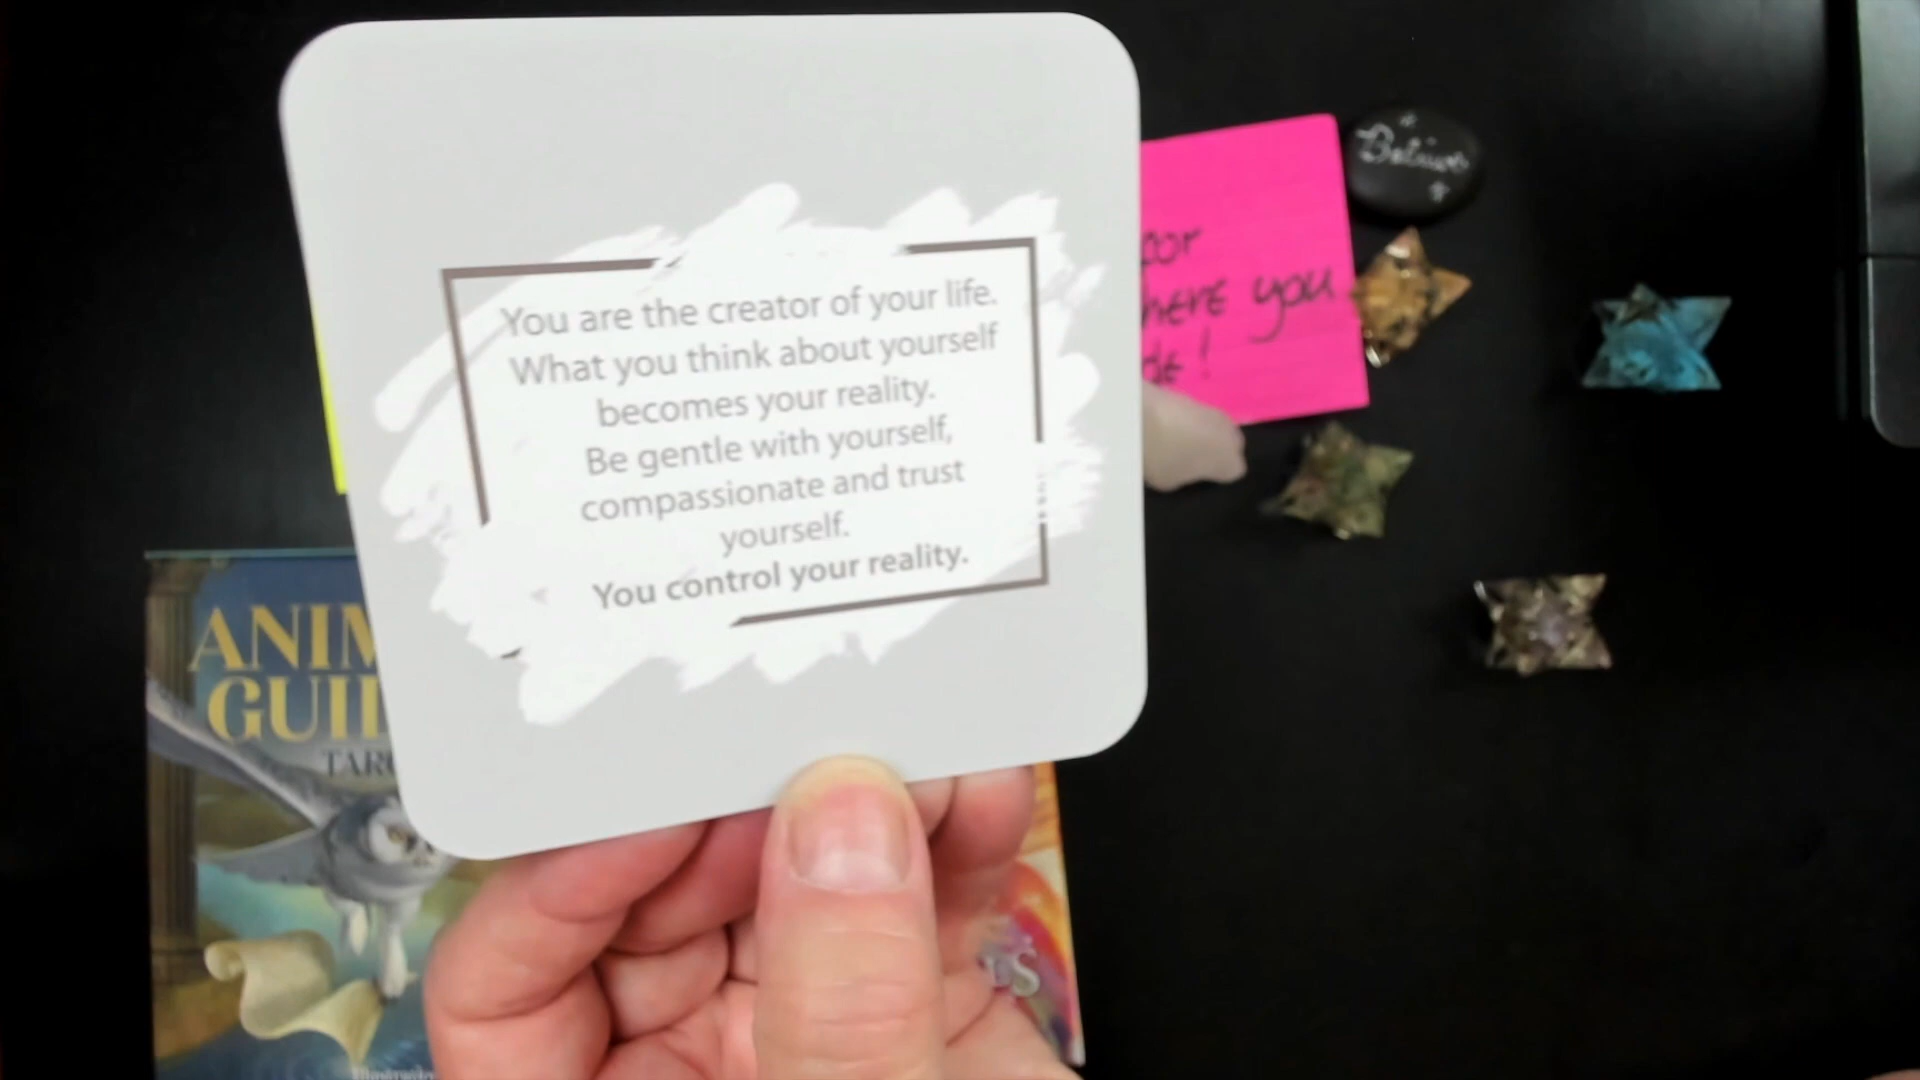 You are the creator of your life.
What you think about yourself
becomes your reality.
Be gentle with yourself,
compassionate and trust
yourself.
You control your reality.
Believe
you
!
ANIM
GUI
TARO